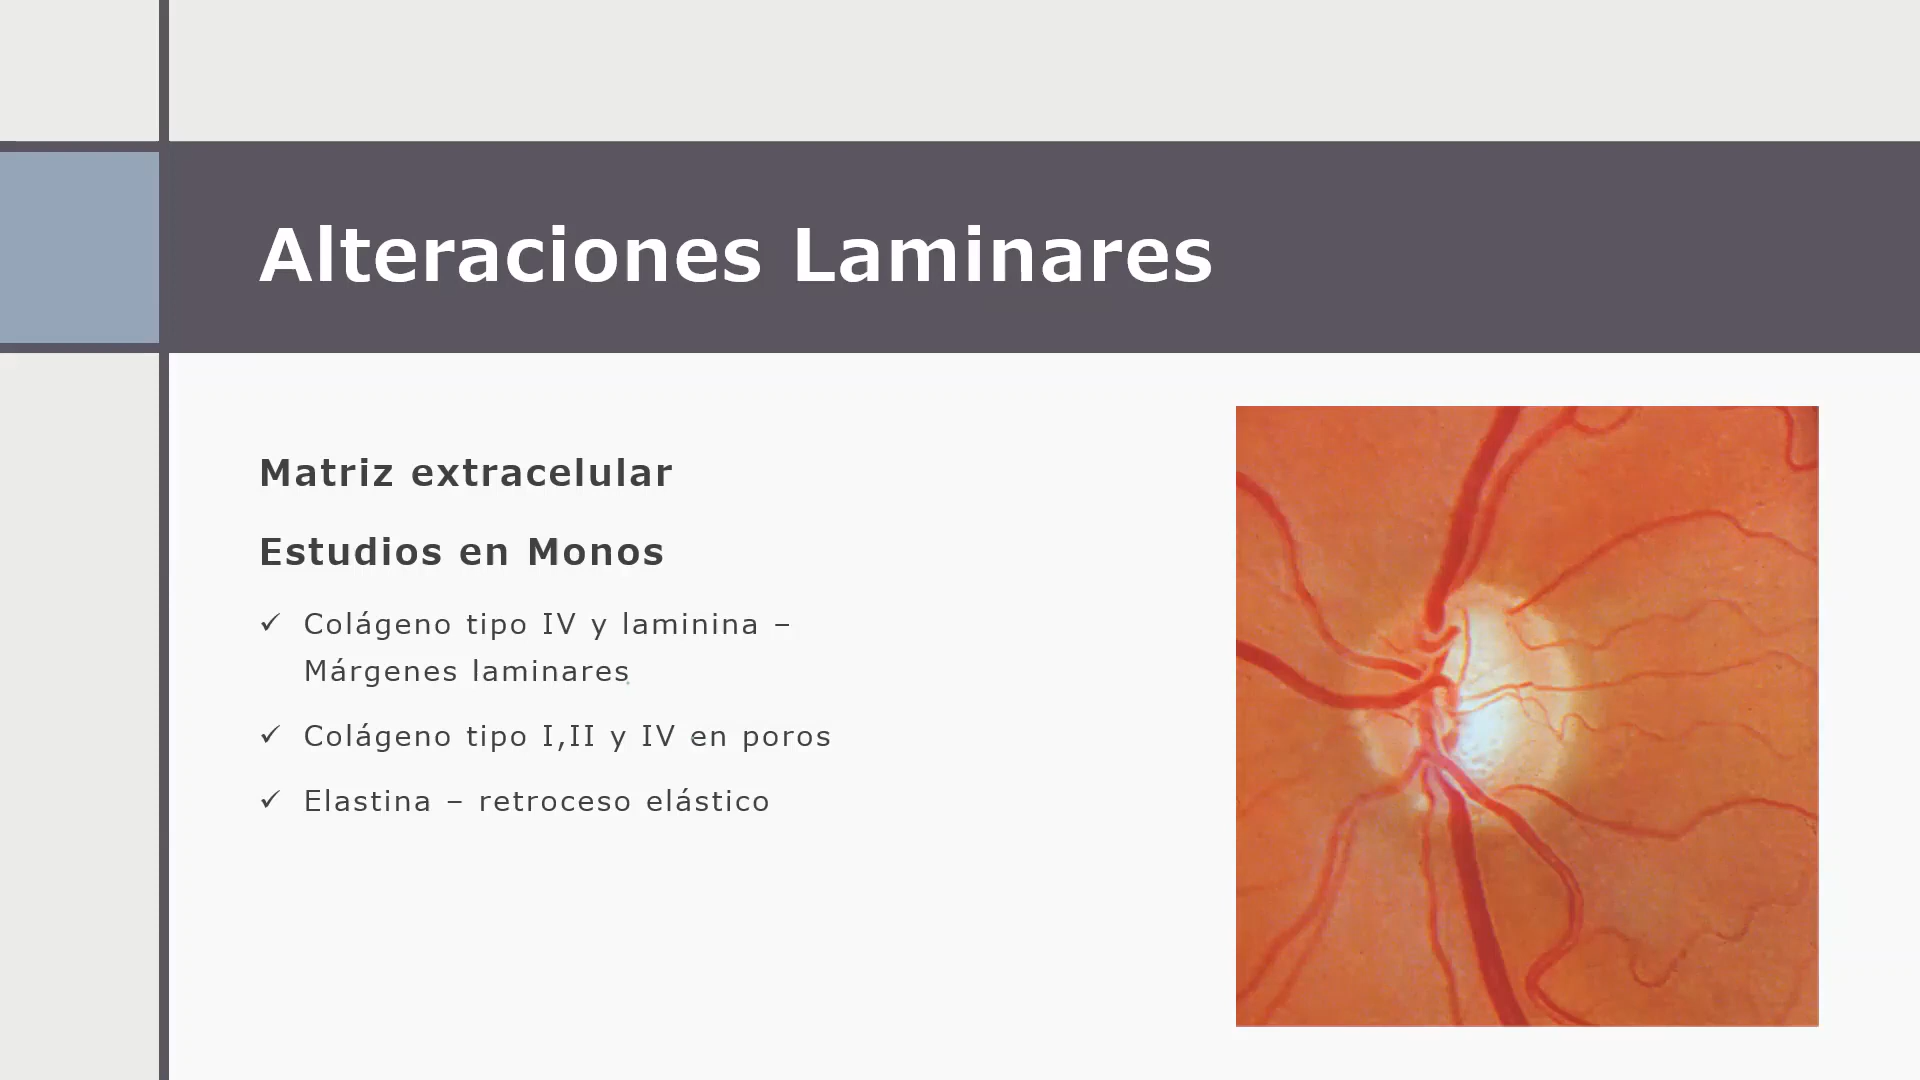 Alteraciones Laminares
Matriz extracelular
Estudios en Monos
✓ Colágeno tipo IV y laminina –
Márgenes laminares
✓ Colágeno tipo I,II y IV en poros
✓ Elastina – retroceso elástico